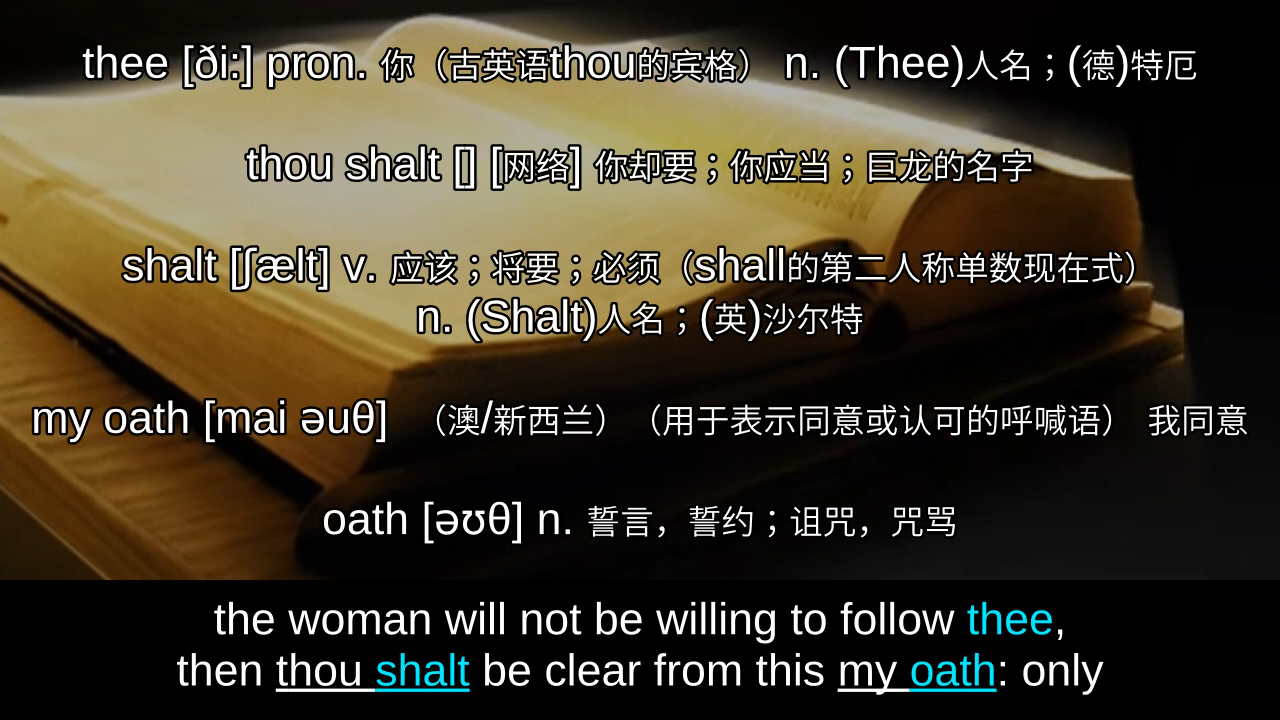 thee [ðiː] pron. 你（古英语thou的宾格） n. (Thee)人名；(德)特厄
thou shalt [] [网络] 你却要；你应当；巨龙的名字
shalt [ʃælt] v. 应该；将要；必须（shall的第二人称单数现在式）
n. (Shalt)人名；(英)沙尔特
my oath [mai əuθ] （澳/新西兰）（用于表示同意或认可的呼喊语） 我同意
oath [əʊθ] n. 誓言，誓约；诅咒，咒骂
the woman will not be willing to follow thee,
then thou shalt be clear from this my oath: only